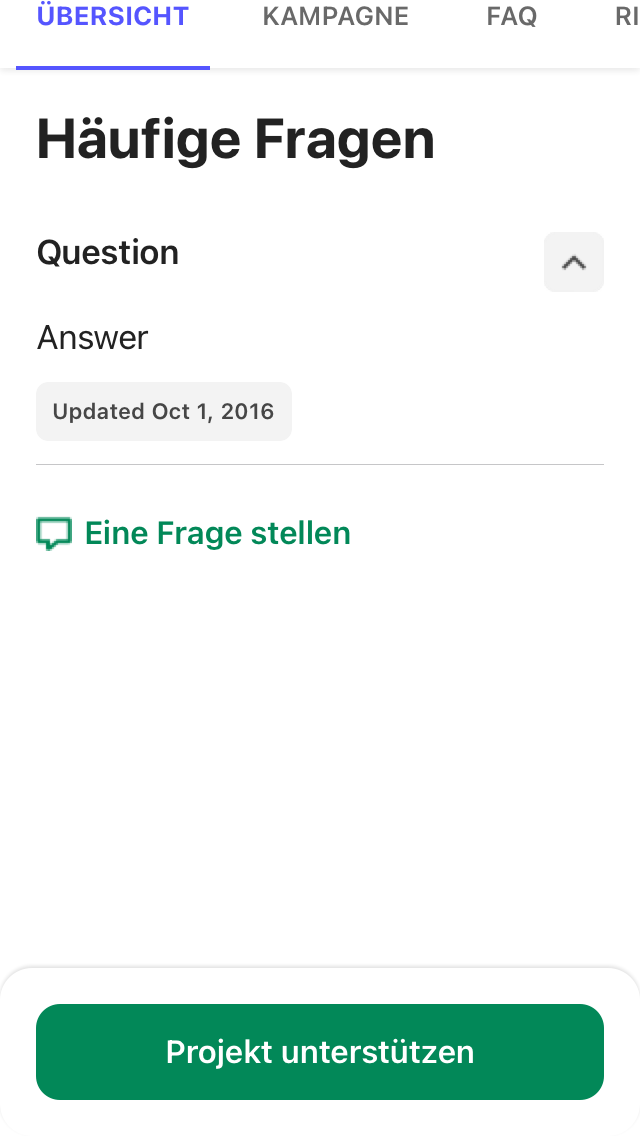 ÜBERSICHT KAMPAGNE FAQ RI
Häufige Fragen
Question
Answer
Updated Oct 1, 2016
Eine Frage stellen
Projekt unterstützen